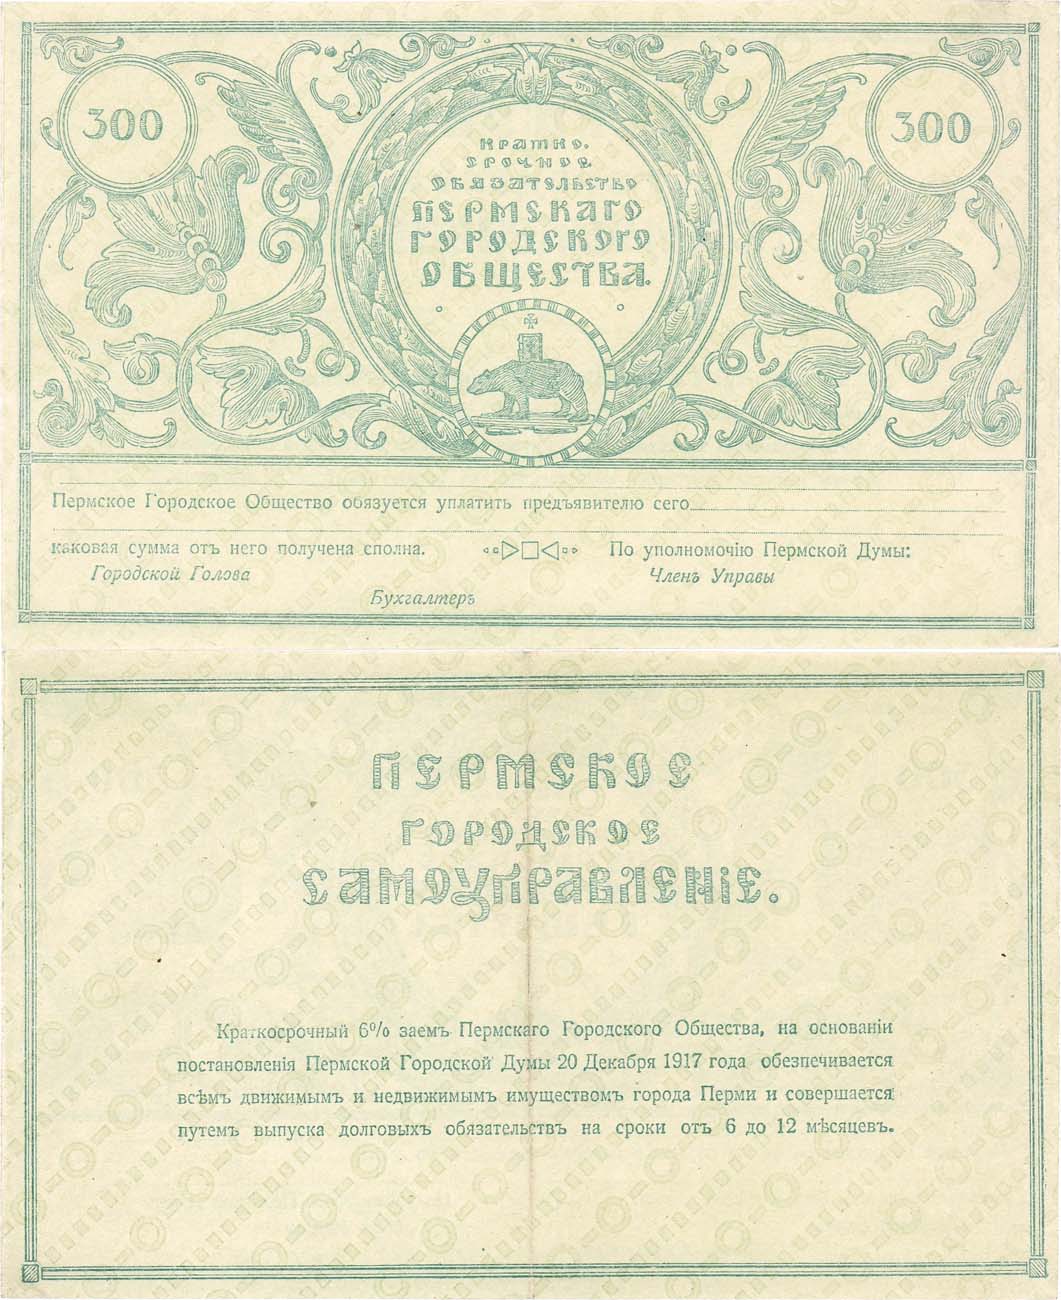 300
300
КРАТКО-
СРОЧНОЕ
ОБЯЗАТЕЛЬСТВО
ПЕРМСКАГО
ГОРОДСКОГО
ОБЩЕСТВА.
Пермское Городское Общество обязуется уплатить предъявителю сего
каковая сумма отъ него получена сполна. По уполномочію Пермской Думы:
Городской Голова Членъ Управы
Бухгалтеръ
ПЕРМСКОЕ
ГОРОДСКОЕ
САМОУПРАВЛЕНІЕ.
Краткосрочный 6% заемъ Пермскаго Городского Общества, на основаніи
постановленія Пермской Городской Думы 20 Декабря 1917 года обезпечивается
всѣмъ движимымъ и недвижимымъ имуществомъ города Перми и совершается
путемъ выпуска долговыхъ обязательствъ на сроки отъ 6 до 12 мѣсяцевъ.